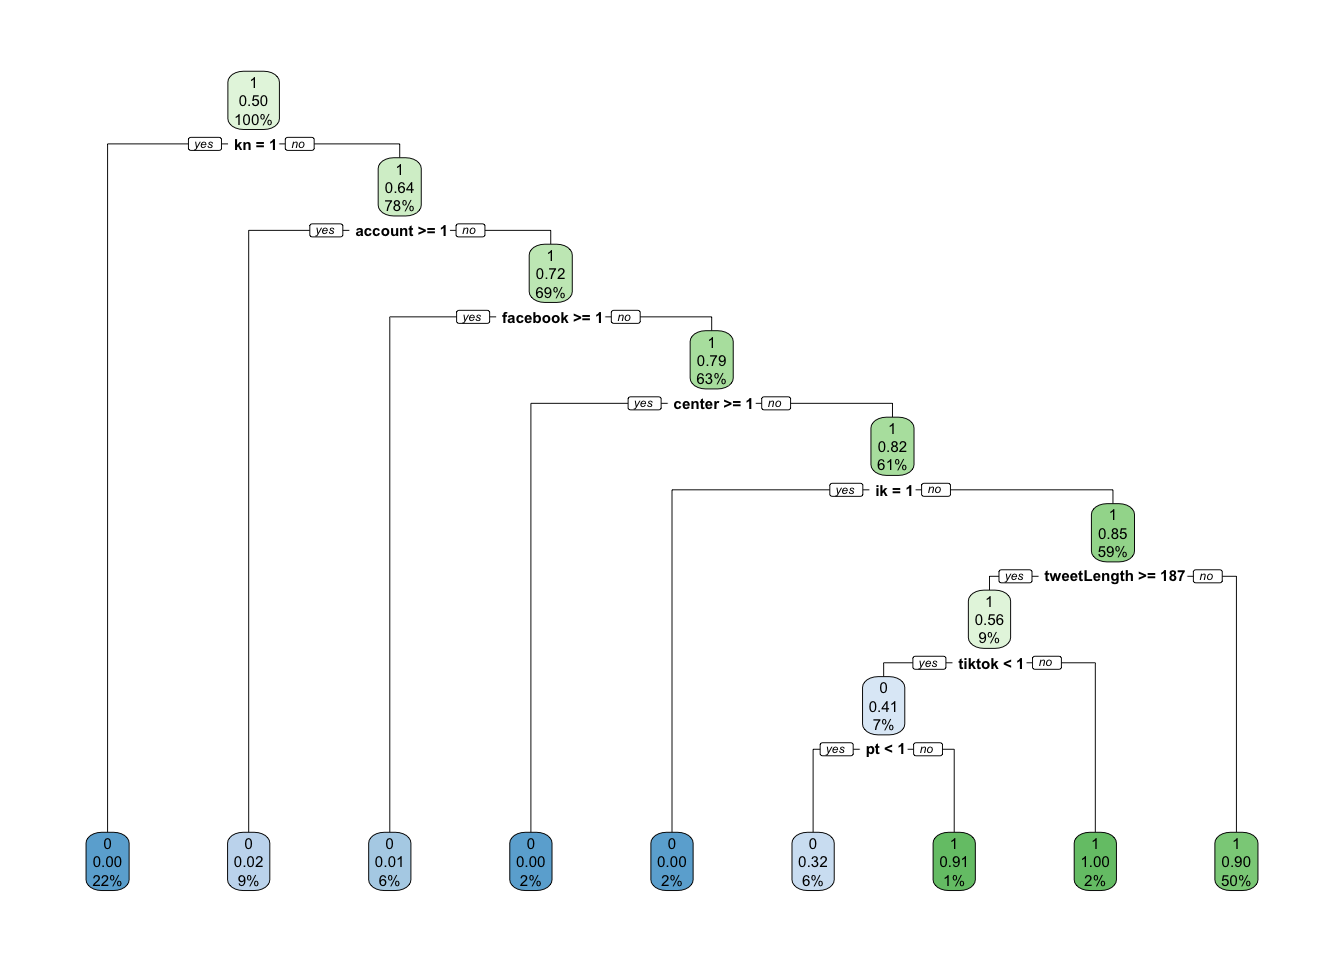 1
0.50
100%
yes kn = 1 no
1
0.64
78%
yes account >= 1 no
1
0.72
69%
yes facebook >= 1 no
1
0.79
63%
yes center >= 1 no
1
0.82
61%
yes ik = 1 no
1
0.85
59%
yes tweetLength >= 187 no
1
0.56
9%
yes tiktok < 1 no
0
0.41
7%
yes pt < 1 no
0 0 0 0 0 0 1 1 1
0.00 0.02 0.01 0.00 0.00 0.32 0.91 1.00 0.90
22% 9% 6% 2% 2% 6% 1% 2% 50%